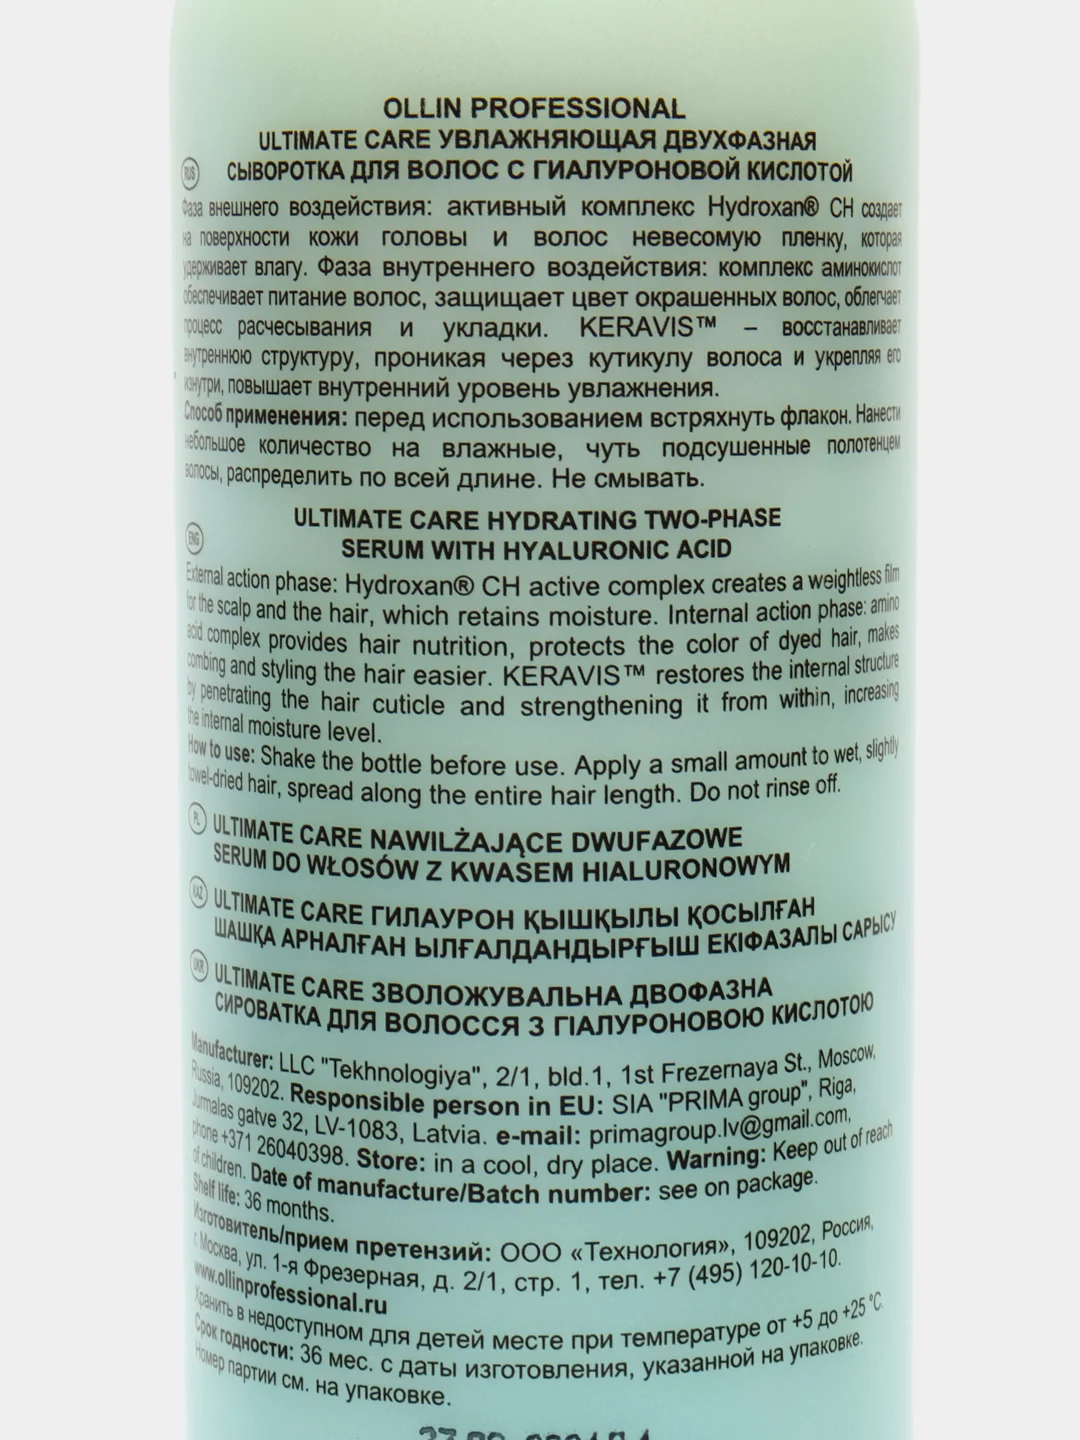 OLLIN PROFESSIONAL
ULTIMATE CARE УВЛАЖНЯЮЩАЯ ДВУХФАЗНАЯ
RUS СЫВОРОТКА ДЛЯ ВОЛОС С ГИАЛУРОНОВОЙ КИСЛОТОЙ
Фаза внешнего воздействия: активный комплекс Hydroxan® CH создает
на поверхности кожи головы и волос невесомую пленку, которая
удерживает влагу. Фаза внутреннего воздействия: комплекс аминокислот
обеспечивает питание волос, защищает цвет окрашенных волос, облегчает
процесс расчесывания и укладки. KERAVIS™ – восстанавливает
внутреннюю структуру, проникая через кутикулу волоса и укрепляя его
изнутри, повышает внутренний уровень увлажнения.
Способ применения: перед использованием встряхнуть флакон. Нанести
небольшое количество на влажные, чуть подсушенные полотенцем
волосы, распределить по всей длине. Не смывать.
ULTIMATE CARE HYDRATING TWO-PHASE
ENG SERUM WITH HYALURONIC ACID
External action phase: Hydroxan® CH active complex creates a weightless film
for the scalp and the hair, which retains moisture. Internal action phase: amino
acid complex provides hair nutrition, protects the color of dyed hair, makes
combing and styling the hair easier. KERAVIS™ restores the internal structure
by penetrating the hair cuticle and strengthening it from within, increasing
the internal moisture level.
How to use: Shake the bottle before use. Apply a small amount to wet, slightly
towel-dried hair, spread along the entire hair length. Do not rinse off.
PL ULTIMATE CARE NAWILŻAJĄCE DWUFAZOWE
SERUM DO WŁOSÓW Z KWASEM HIALURONOWYM
KAZ ULTIMATE CARE ГИЛАУРОН ҚЫШҚЫЛЫ ҚОСЫЛҒАН
ШАШҚА АРНАЛҒАН ЫЛҒАЛДАНДЫРҒЫШ ЕКІФАЗАЛЫ САРЫСУ
UKR ULTIMATE CARE ЗВОЛОЖУВАЛЬНА ДВОФАЗНА
СИРОВАТКА ДЛЯ ВОЛОССЯ З ГІАЛУРОНОВОЮ КИСЛОТОЮ
Manufacturer: LLC "Tekhnologiya", 2/1, bld.1, 1st Frezernaya St., Moscow,
Russia, 109202. Responsible person in EU: SIA "PRIMA group", Riga,
Jurmalas gatve 32, LV-1083, Latvia. e-mail: primagroup.lv@gmail.com,
phone +371 26040398. Store: in a cool, dry place. Warning: Keep out of reach
of children. Date of manufacture/Batch number: see on package.
Shelf life: 36 months.
Изготовитель/прием претензий: ООО «Технология», 109202, Россия,
г. Москва, ул. 1-я Фрезерная, д. 2/1, стр. 1, тел. +7 (495) 120-10-10.
www.ollinprofessional.ru
Хранить в недоступном для детей месте при температуре от +5 до +25 °C.
Срок годности: 36 мес. с даты изготовления, указанной на упаковке.
Номер партии см. на упаковке.